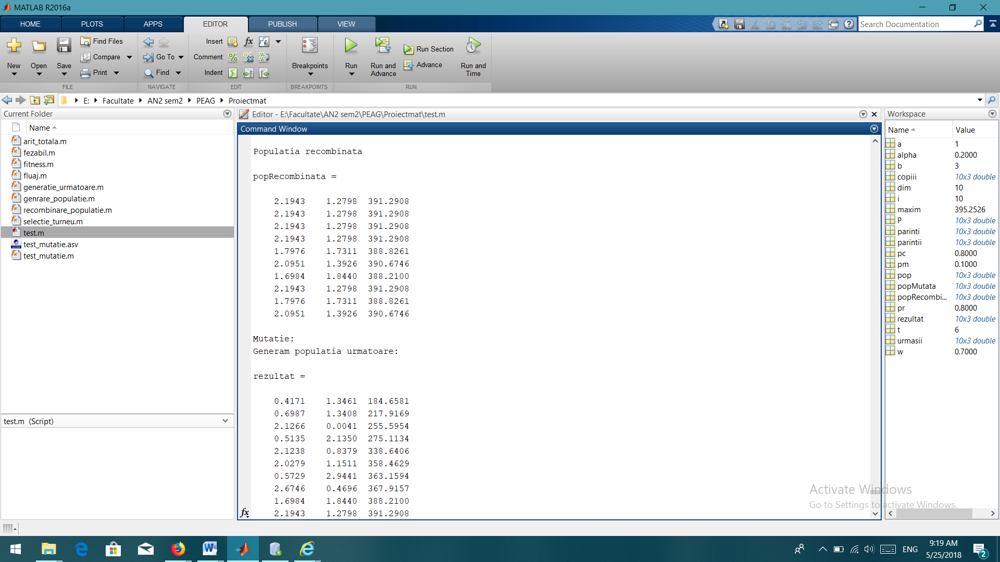 MATLAB R2016a
HOME PLOTS APPS EDITOR PUBLISH VIEW
Search Documentation
New Open Save
Find Files
Compare
Print
FILE
Go To
Find
NAVIGATE
Insert
Comment
Indent
EDIT
Breakpoints
BREAKPOINTS
Run
Run and Advance
Run Section
Advance
Run and Time
RUN
E: Facultate AN2 sem2 PEAG Proiectmat
Current Folder
Name
arit_totala.m
fezabil.m
fitness.m
fluaj.m
generatie_urmatoare.m
genrare_populatie.m
recombinare_populatie.m
selectie_turneu.m
test.m
test_mutatie.asv
test_mutatie.m
test.m (Script)
Editor - E:\Facultate\AN2 sem2\PEAG\Proiectmat\test.m
Command Window
Populatia recombinata
popRecombinata =
2.1943 1.2798 391.2908
2.1943 1.2798 391.2908
2.1943 1.2798 391.2908
2.1943 1.2798 391.2908
1.7976 1.7311 388.8261
2.0951 1.3926 390.6746
1.6984 1.8440 388.2100
2.1943 1.2798 391.2908
1.7976 1.7311 388.8261
2.0951 1.3926 390.6746
Mutatie:
Generam populatia urmatoare:
rezultat =
0.4171 1.3461 184.6581
0.6987 1.3408 217.9169
2.1266 0.0041 255.5954
0.5135 2.1350 275.1134
2.1238 0.8379 338.6406
2.0279 1.1511 358.4629
0.5729 2.9441 363.1594
2.6746 0.4696 367.9157
1.6984 1.8440 388.2100
2.1943 1.2798 391.2908
fx
Workspace
Name Value
a 1
alpha 0.2000
b 3
copiii 10x3 double
dim 10
i 10
maxim 395.2526
P 10x3 double
parinti 10x3 double
parintii 10x3 double
pc 0.8000
pm 0.1000
pop 10x3 double
popMutata 10x3 double
popRecombi... 10x3 double
pr 0.8000
rezultat 10x3 double
t 6
urmasii 10x3 double
w 0.7000
Activate Windows
Go to Settings to activate Windows.
ENG
9:19 AM
5/25/2018
2